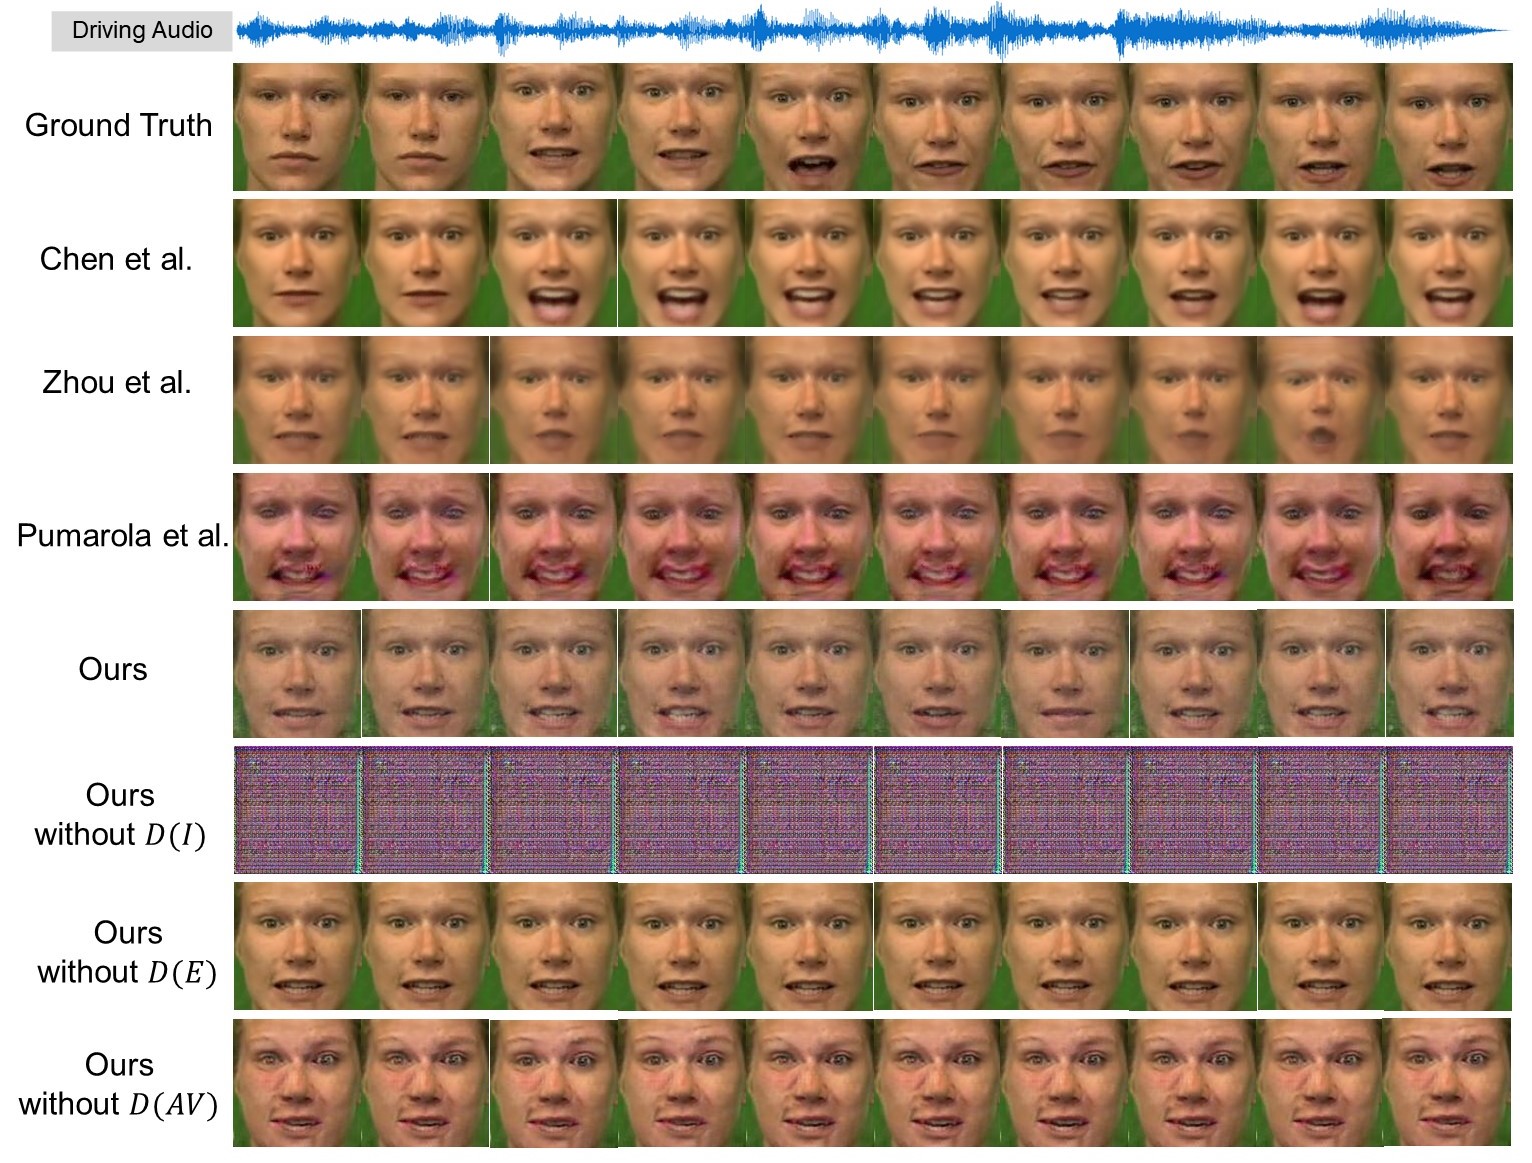 Driving Audio
Ground Truth
Chen et al.
Zhou et al.
Pumarola et al.
Ours
Ours
without D(I)
Ours
without D(E)
Ours
without D(AV)